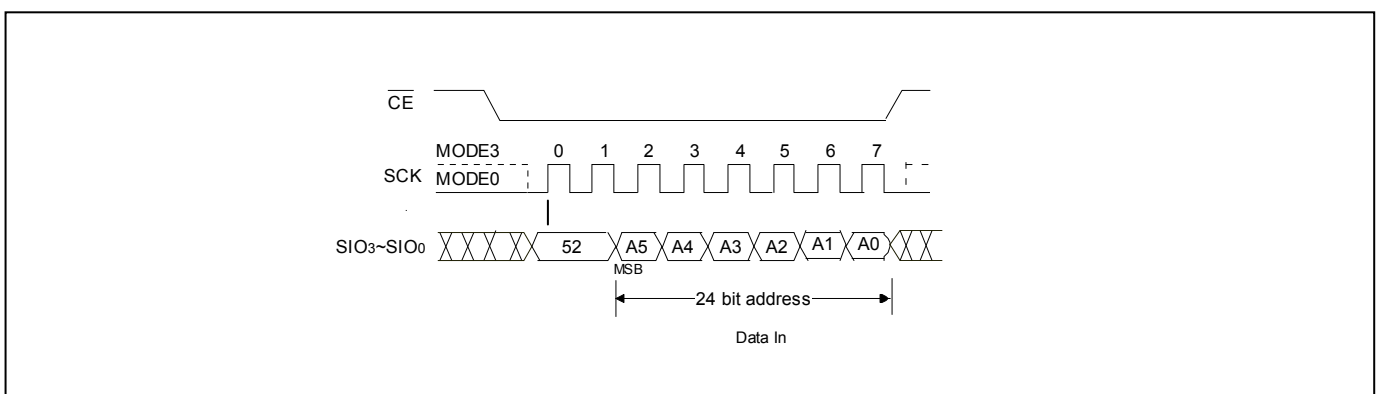 CE
MODE3 0 1 2 3 4 5 6 7
SCK MODE0
SIO3~SIO0 52 A5 A4 A3 A2 A1 A0
MSB
24 bit address
Data In